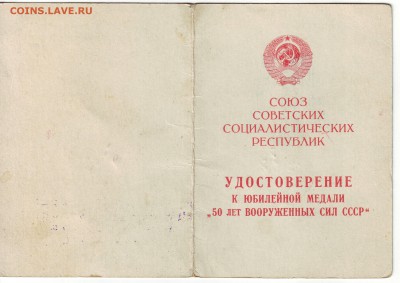 COINS.LAVE.RU
СОЮЗ
СОВЕТСКИХ
СОЦИАЛИСТИЧЕСКИХ
РЕСПУБЛИК
УДОСТОВЕРЕНИЕ
К ЮБИЛЕЙНОЙ МЕДАЛИ
„50 ЛЕТ ВООРУЖЕННЫХ СИЛ СССР“